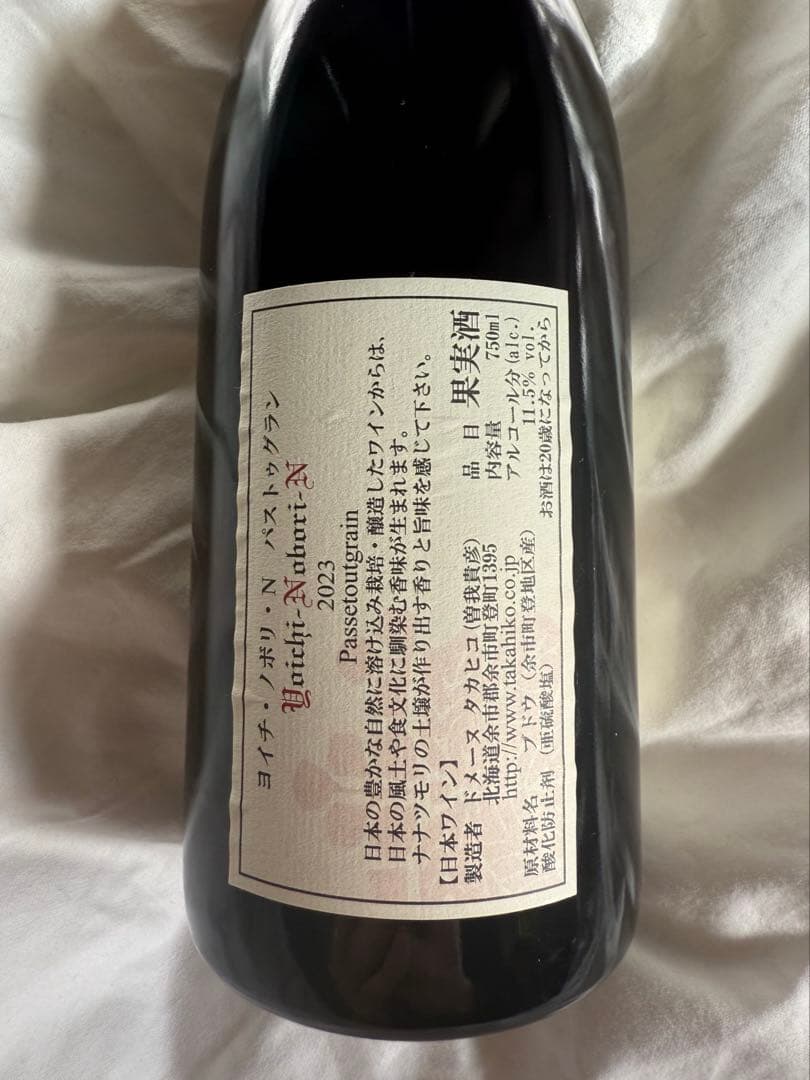 ヨイチ・ノボリ・N パストゥグラン
Yoichi-Nobori-N
2023
Passetoutgrain
日本の豊かな自然に溶け込み栽培・醸造したワインからは、
日本の風土や食文化に馴染む香味が生まれます。
ナナツモリの土壌が作り出す香りと旨味を感じて下さい。
【日本ワイン】
製造者 ドメーヌ タカヒコ(曽我貴彦)
北海道余市郡余市町登町1395
http://www.takahiko.co.jp
原材料名 ブドウ(余市町登地区産)
酸化防止剤(亜硫酸塩)
品目 果実酒
内容量 750ml
アルコール分(alc.)
11.5% vol.
お酒は20歳になってから